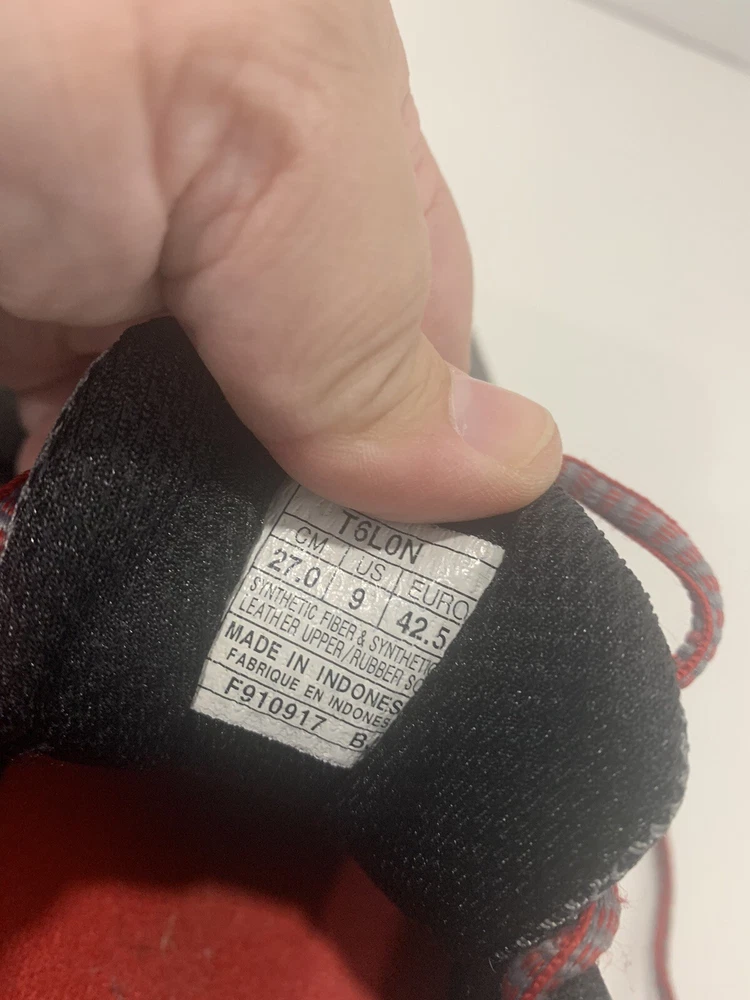 T6L0N
CM US EURO
27.0 9 42.5
SYNTHETIC FIBER & SYNTHETIC
LEATHER UPPER/RUBBER
MADE IN INDONES
FABRIQUE EN INDONES
F910917 B